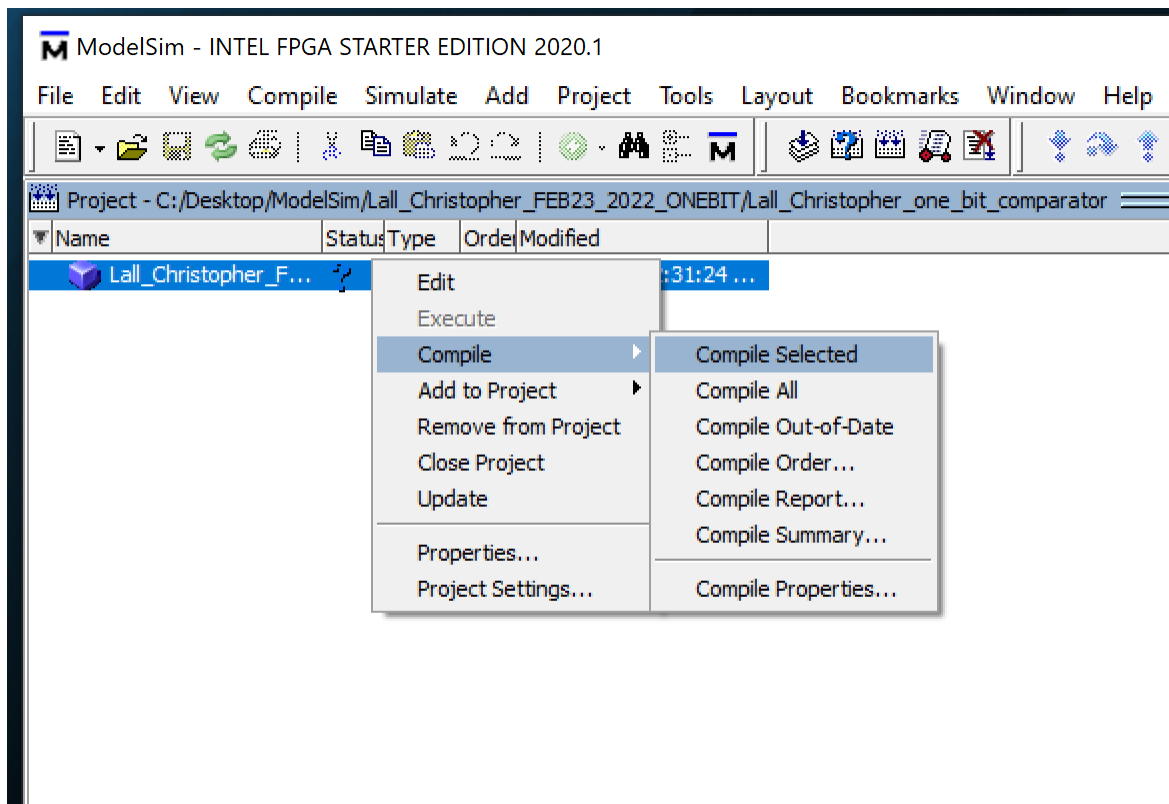 ModelSim - INTEL FPGA STARTER EDITION 2020.1
File Edit View Compile Simulate Add Project Tools Layout Bookmarks Window Help
Project - C:/Desktop/ModelSim/Lall_Christopher_FEB23_2022_ONEBIT/Lall_Christopher_one_bit_comparator
Name Status Type Order Modified
Lall_Christopher_F... :31:24 ...
Edit
Execute
Compile
Add to Project
Remove from Project
Close Project
Update
Properties...
Project Settings...
Compile Selected
Compile All
Compile Out-of-Date
Compile Order...
Compile Report...
Compile Summary...
Compile Properties...